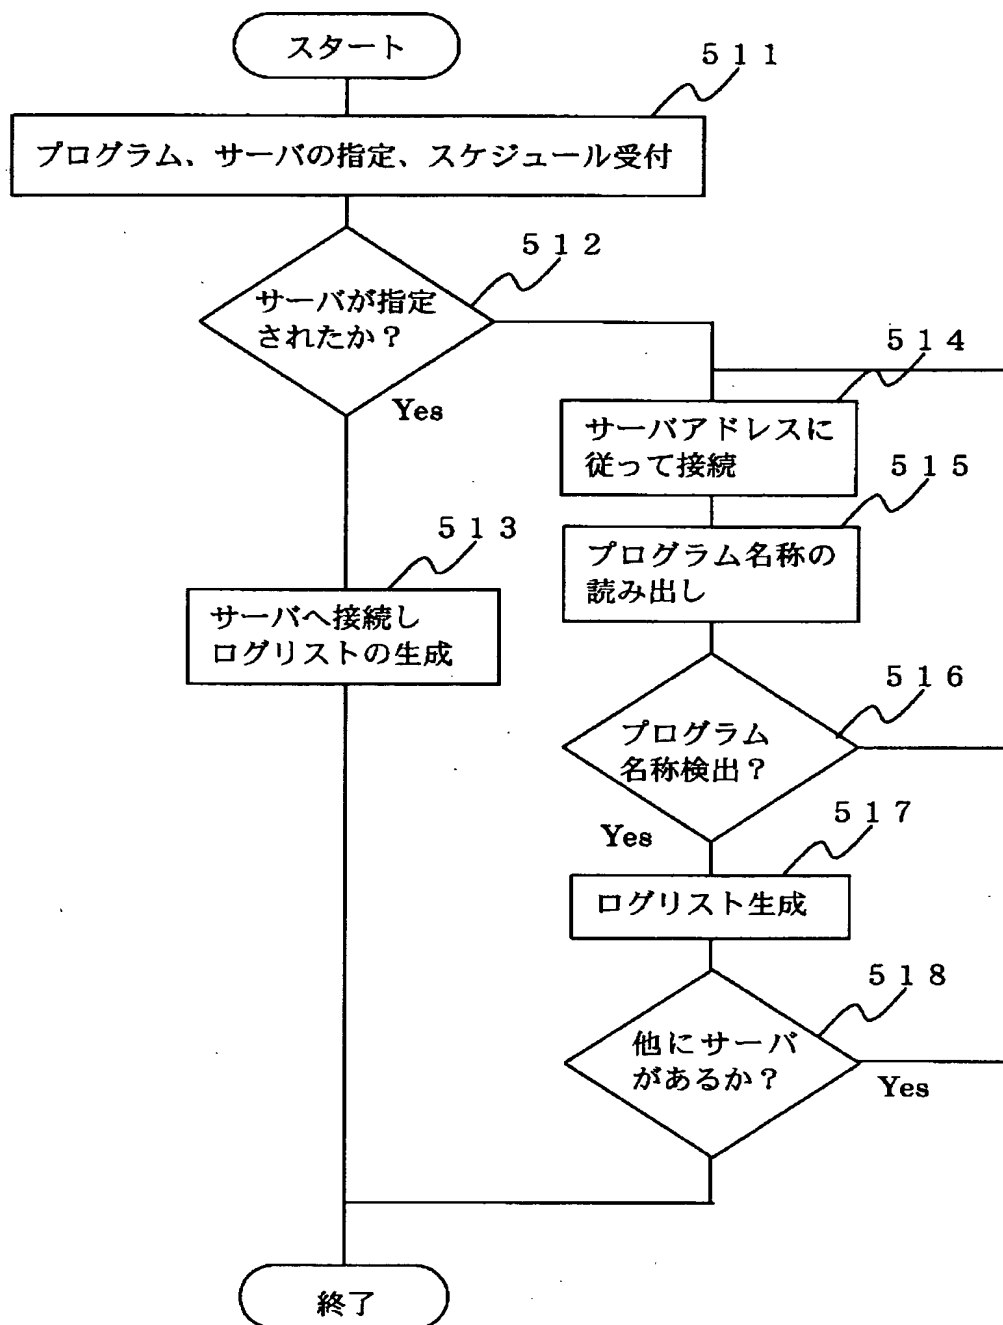 スタート
５１１
プログラム、サーバの指定、スケジュール受付
５１２
サーバが指定
されたか？
Yes
５１４
サーバアドレスに
従って接続
５１５
プログラム名称の
読み出し
５１３
サーバへ接続し
ログリストの生成
５１６
プログラム
名称検出？
Yes
５１７
ログリスト生成
５１８
他にサーバ
があるか？
Yes
終了